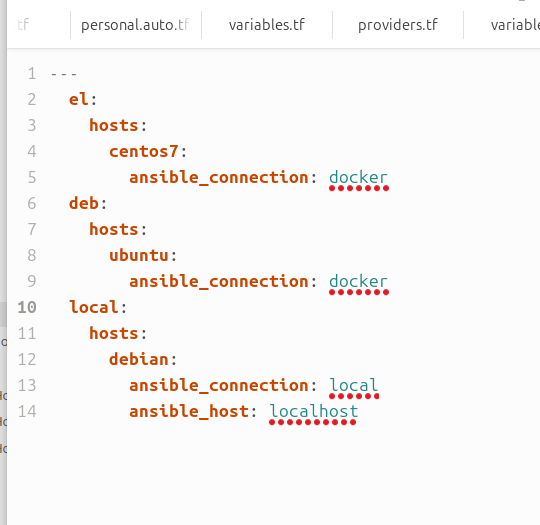 tf personal.auto.tf variables.tf providers.tf variable
1 ---
2   el:
3     hosts:
4       centos7:
5         ansible_connection: docker
6   deb:
7     hosts:
8       ubuntu:
9         ansible_connection: docker
10   local:
11     hosts:
12       debian:
13         ansible_connection: local
14         ansible_host: localhost